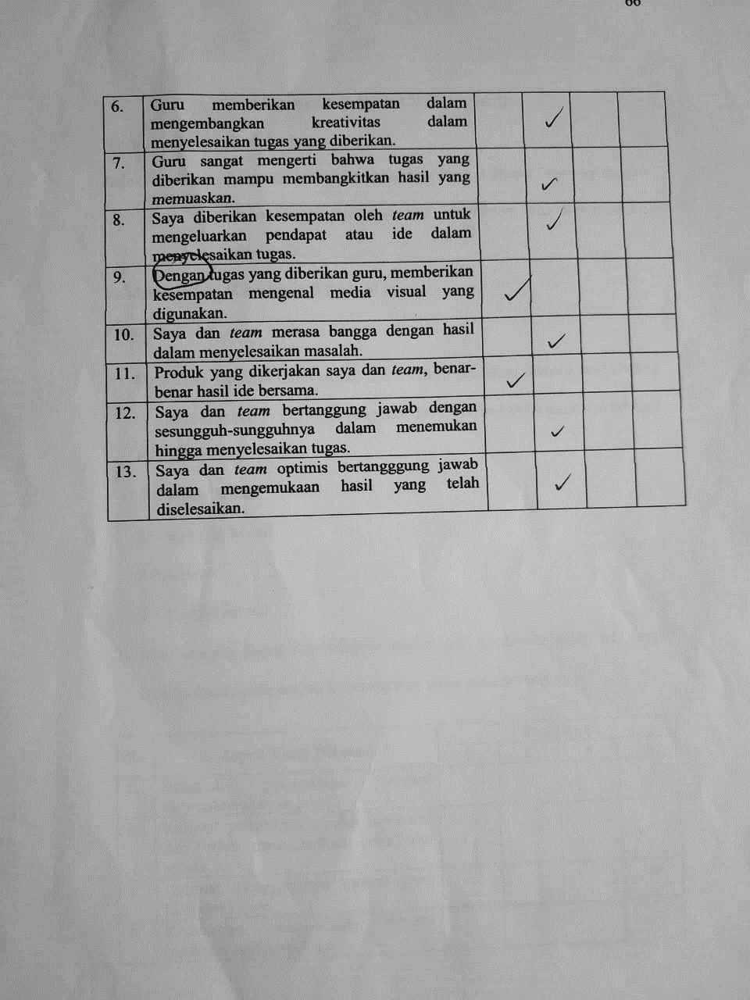 66
6. Guru memberikan kesempatan dalam
mengembangkan kreativitas dalam
menyelesaikan tugas yang diberikan.
7. Guru sangat mengerti bahwa tugas yang
diberikan mampu membangkitkan hasil yang
memuaskan.
8. Saya diberikan kesempatan oleh team untuk
mengeluarkan pendapat atau ide dalam
menyelesaikan tugas.
9. Dengan tugas yang diberikan guru, memberikan
kesempatan mengenal media visual yang
digunakan.
10. Saya dan team merasa bangga dengan hasil
dalam menyelesaikan masalah.
11. Produk yang dikerjakan saya dan team, benar-
benar hasil ide bersama.
12. Saya dan team bertanggung jawab dengan
sesungguh-sungguhnya dalam menemukan
hingga menyelesaikan tugas.
13. Saya dan team optimis bertangggung jawab
dalam mengemukaan hasil yang telah
diselesaikan.